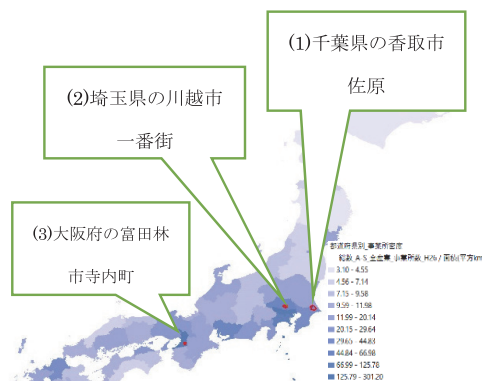 (1)千葉県の香取市
佐原
(2)埼玉県の川越市
一番街
(3)大阪府の富田林
市寺内町
都道府県別_事業所密度
総数_A-S_全産業_事業所数_H26 / 面積(平方km
3.10 - 4.55
4.56 - 7.14
7.15 - 9.58
9.59 - 11.98
11.99 - 20.14
20.15 - 29.64
29.65 - 44.83
44.84 - 66.98
66.99 - 125.78
125.79 - 301.20